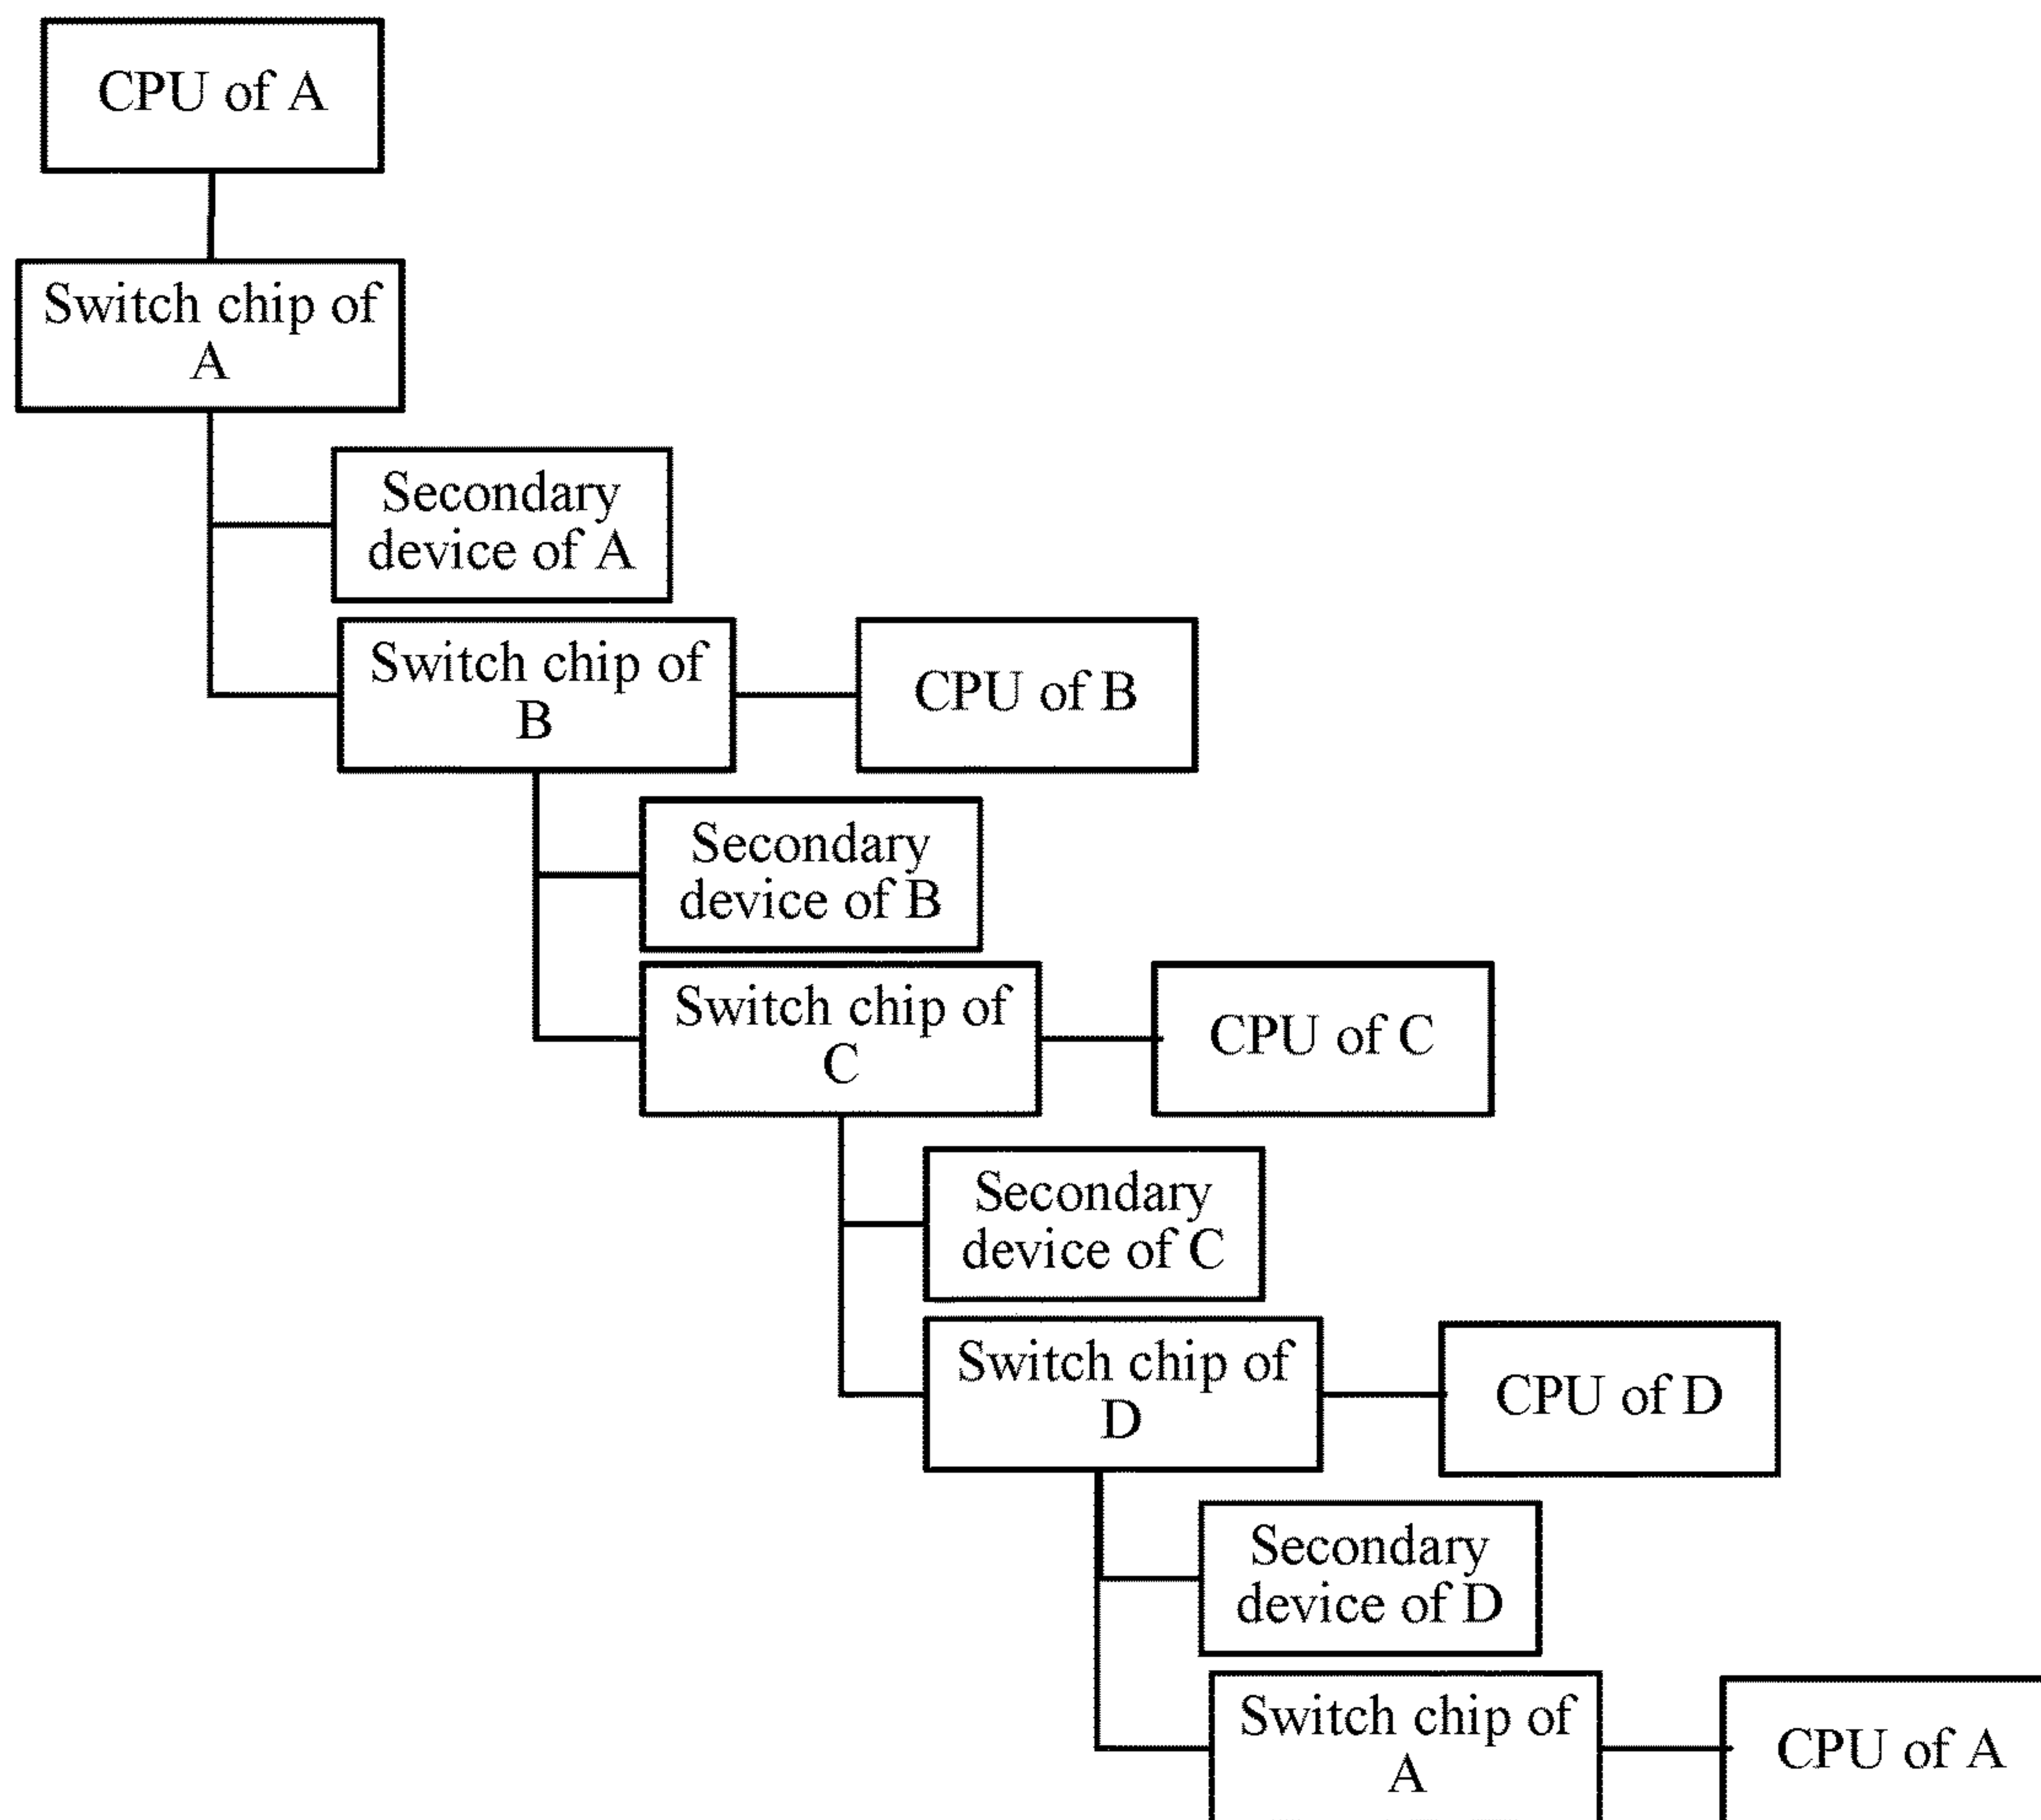 CPU of A
Switch chip of
A
Secondary
device of A
Switch chip of
B
CPU of B
Secondary
device of B
Switch chip of
C
CPU of C
Secondary
device of C
Switch chip of
D
CPU of D
Secondary
device of D
Switch chip of
A
CPU of A